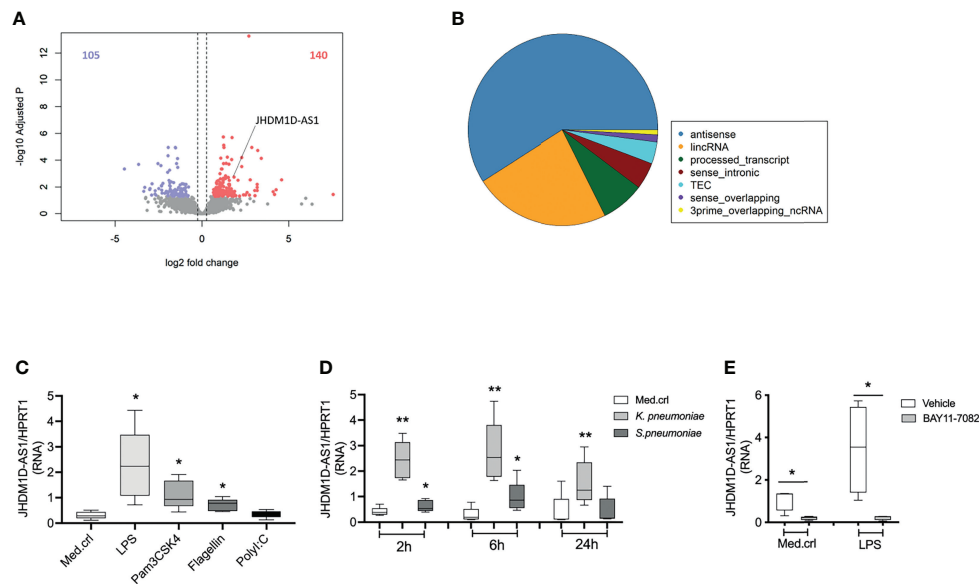 A
105
140
JHDM1D-AS1
-log10 Adjusted P
12
10
8
6
4
2
0
-5
0
5
log2 fold change
B
antisense
lincRNA
processed_transcript
sense_intronic
TEC
sense_overlapping
3prime_overlapping_ncRNA
C
JHDM1D-AS1/HPRT1
(RNA)
5
4
3
2
1
0
*
*
*
Med.crl
LPS
Pam3CSK4
Flagellin
PolyI:C
D
JHDM1D-AS1/HPRT1
(RNA)
5
4
3
2
1
0
**
*
**
*
**
2h
6h
24h
Med.crl
K. pneumoniae
S.pneumoniae
E
JHDM1D-AS1/HPRT1
(RNA)
6
4
2
0
*
*
Med.crl
LPS
Vehicle
BAY11-7082